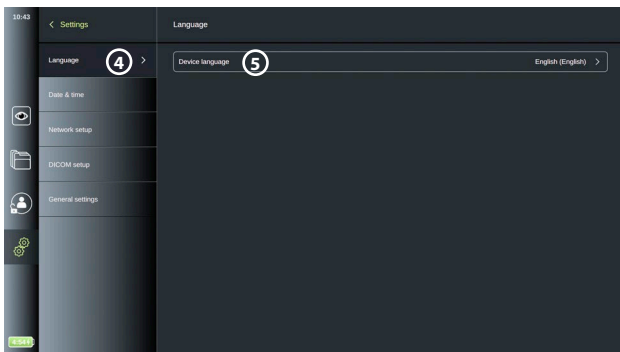 10:43
Settings
Language
Language 4
Device language 5 English (English)
Date & time
Network setup
DICOM setup
General settings